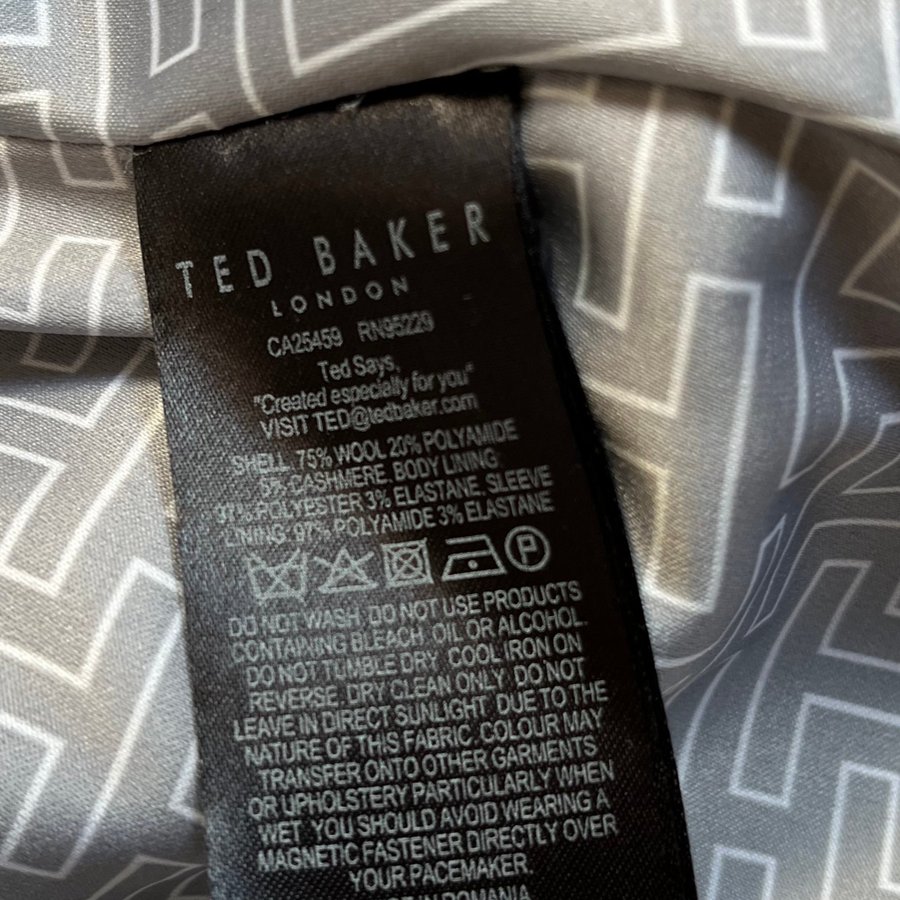 TED BAKER
LONDON
CA25459 RN95229
Ted Says,
"Created especially for you"
VISIT TED@tedbaker.com
SHELL 75% WOOL 20% POLYAMIDE
5% CASHMERE. BODY LINING
97% POLYESTER 3% ELASTANE. SLEEVE
LINING. 97% POLYAMIDE 3% ELASTANE
P
DO NOT WASH. DO NOT USE PRODUCTS
CONTAINING BLEACH, OIL OR ALCOHOL.
DO NOT TUMBLE DRY. COOL IRON ON
REVERSE. DRY CLEAN ONLY. DO NOT
LEAVE IN DIRECT SUNLIGHT. DUE TO THE
NATURE OF THIS FABRIC. COLOUR MAY
TRANSFER ONTO OTHER GARMENTS
OR UPHOLSTERY PARTICULARLY WHEN
WET. YOU SHOULD AVOID WEARING A
MAGNETIC FASTENER DIRECTLY OVER
YOUR PACEMAKER.
IN ROMANIA